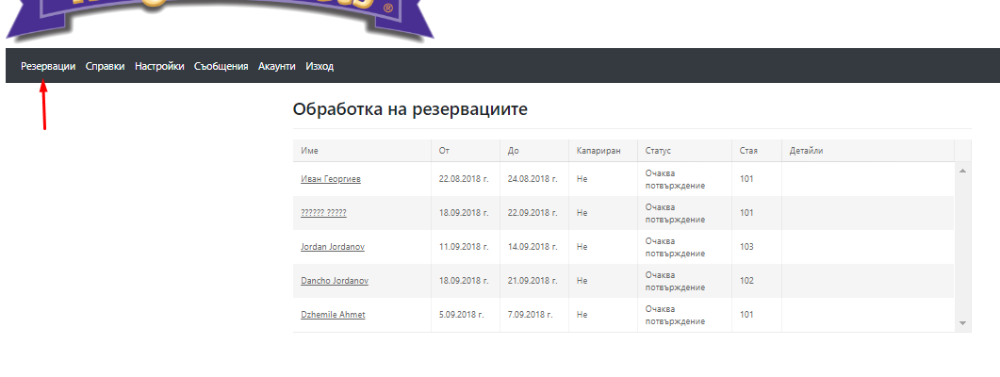 ®
Резервации Справки Настройки Съобщения Акаунти Изход
Обработка на резервациите
Име От До Капариран Статус Стая Детайли
Иван Георгиев 22.08.2018 г. 24.08.2018 г. Не Очаква потвърждение 101
?????? ????? 18.09.2018 г. 22.09.2018 г. Не Очаква потвърждение 101
Jordan Jordanov 11.09.2018 г. 14.09.2018 г. Не Очаква потвърждение 103
Dancho Jordanov 18.09.2018 г. 21.09.2018 г. Не Очаква потвърждение 102
Dzhemile Ahmet 5.09.2018 г. 7.09.2018 г. Не Очаква потвърждение 101